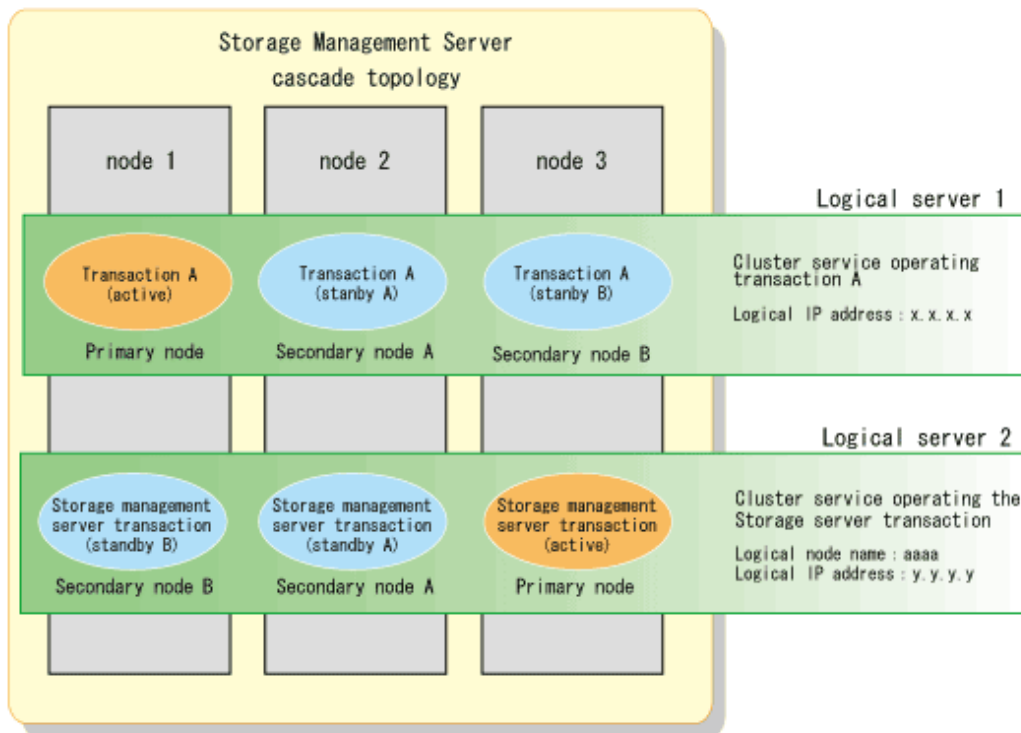 Storage Management Server
cascade topology
node 1
node 2
node 3
Logical server 1
Transaction A
(active)
Transaction A
(stanby A)
Transaction A
(stanby B)
Cluster service operating
transaction A
Logical IP address : x.x.x.x
Primary node
Secondary node A
Secondary node B
Logical server 2
Storage management
server transaction
(standby B)
Storage management
server transaction
(standby A)
Storage management
server transaction
(active)
Cluster service operating the
Storage server transaction
Logical node name : aaaa
Logical IP address : y.y.y.y
Secondary node B
Secondary node A
Primary node